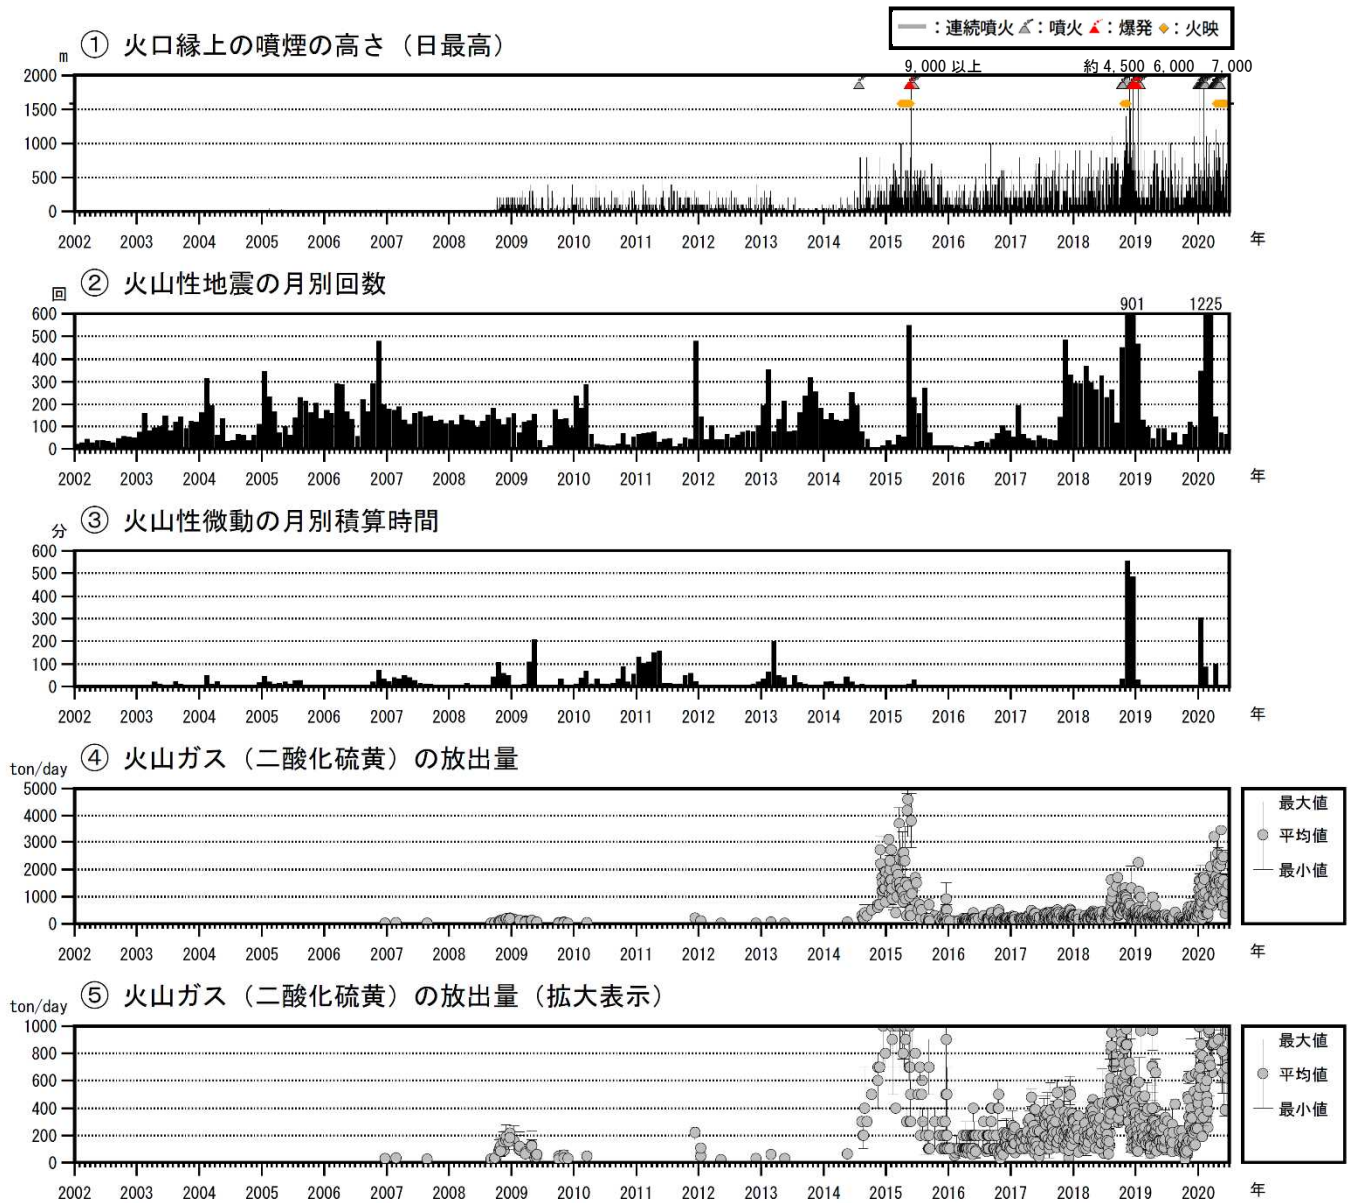 ━：連続噴火 ：噴火 ：爆発 ◆：火映
① 火口縁上の噴煙の高さ（日最高）
m
9,000 以上 約 4,500 6,000 7,000
2000
1500
1000
500
0
2002 2003 2004 2005 2006 2007 2008 2009 2010 2011 2012 2013 2014 2015 2016 2017 2018 2019 2020 年
② 火山性地震の月別回数
回
901 1225
600
500
400
300
200
100
0
2002 2003 2004 2005 2006 2007 2008 2009 2010 2011 2012 2013 2014 2015 2016 2017 2018 2019 2020 年
③ 火山性微動の月別積算時間
分
600
500
400
300
200
100
0
2002 2003 2004 2005 2006 2007 2008 2009 2010 2011 2012 2013 2014 2015 2016 2017 2018 2019 2020 年
④ 火山ガス（二酸化硫黄）の放出量
ton/day
5000
4000
3000
2000
1000
0
最大値
平均値
最小値
2002 2003 2004 2005 2006 2007 2008 2009 2010 2011 2012 2013 2014 2015 2016 2017 2018 2019 2020 年
⑤ 火山ガス（二酸化硫黄）の放出量（拡大表示）
ton/day
1000
800
600
400
200
0
最大値
平均値
最小値
2002 2003 2004 2005 2006 2007 2008 2009 2010 2011 2012 2013 2014 2015 2016 2017 2018 2019 2020 年